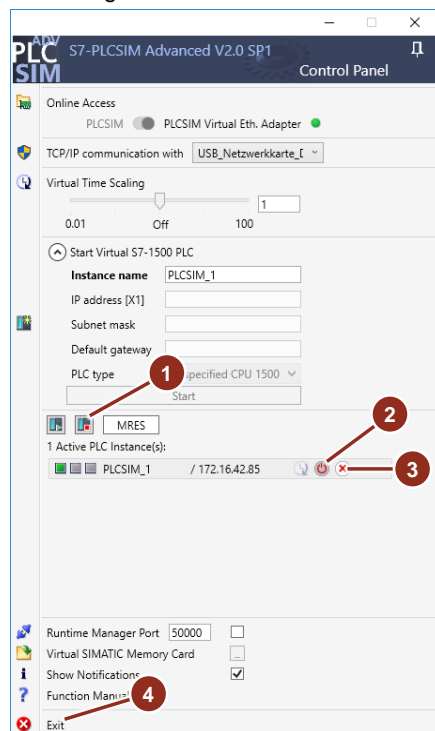 PLC ADV
SIM
S7-PLCSIM Advanced V2.0 SP1
Control Panel
Online Access
PLCSIM PLCSIM Virtual Eth. Adapter
TCP/IP communication with USB_Netzwerkkarte_
Virtual Time Scaling
1
0.01 Off 100
Start Virtual S7-1500 PLC
Instance name PLCSIM_1
IP address [X1]
Subnet mask
Default gateway
PLC type specified CPU 1500
1
Start
MRES
2
1 Active PLC Instance(s):
PLCSIM_1 / 172.16.42.85
3
Runtime Manager Port 50000
Virtual SIMATIC Memory Card ...
i Show Notifications
? Function Manual
4
Exit